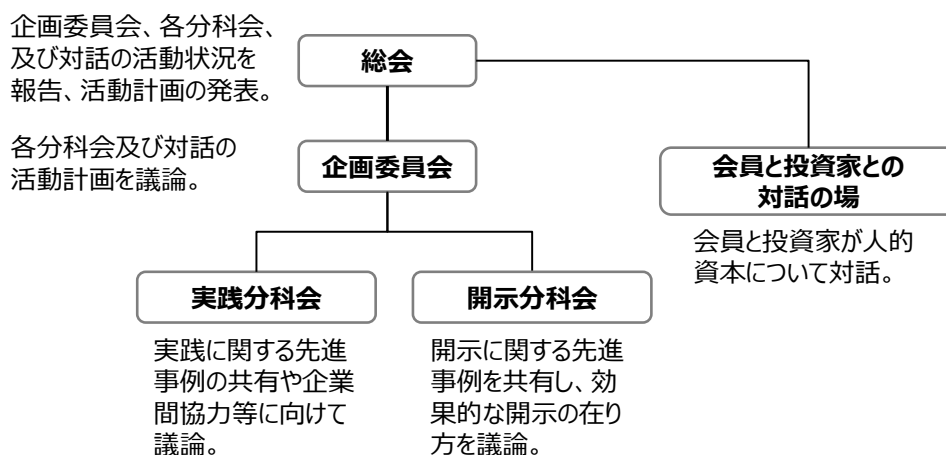 企画委員会、各分科会、
及び対話の活動状況を
報告、活動計画の発表。
総会
各分科会及び対話の
活動計画を議論。
企画委員会
会員と投資家との
対話の場
会員と投資家が人的
資本について対話。
実践分科会
実践に関する先進
事例の共有や企業
間協力等に向けて
議論。
開示分科会
開示に関する先進
事例を共有し、効
果的な開示の在り
方を議論。